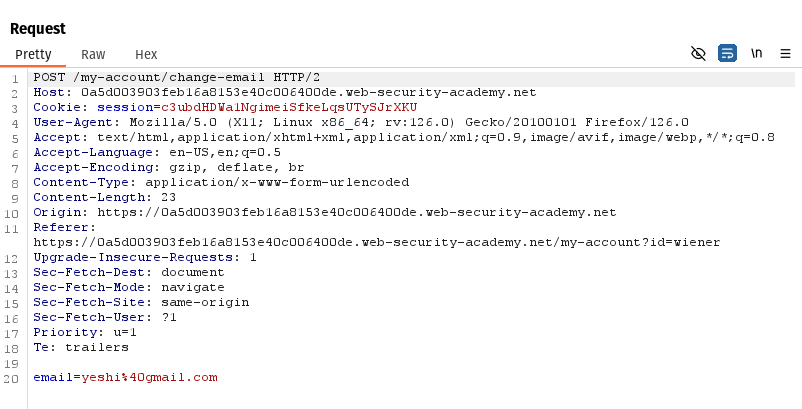 Request
Pretty Raw Hex \n
1 POST /my-account/change-email HTTP/2
2 Host: 0a5d003903feb16a8153e40c006400de.web-security-academy.net
3 Cookie: session=c3ubdHDWa1NgimeiSfkeLqsUTySJrXKU
4 User-Agent: Mozilla/5.0 (X11; Linux x86_64; rv:126.0) Gecko/20100101 Firefox/126.0
5 Accept: text/html,application/xhtml+xml,application/xml;q=0.9,image/avif,image/webp,*/*;q=0.8
6 Accept-Language: en-US,en;q=0.5
7 Accept-Encoding: gzip, deflate, br
8 Content-Type: application/x-www-form-urlencoded
9 Content-Length: 23
10 Origin: https://0a5d003903feb16a8153e40c006400de.web-security-academy.net
11 Referer:
https://0a5d003903feb16a8153e40c006400de.web-security-academy.net/my-account?id=wiener
12 Upgrade-Insecure-Requests: 1
13 Sec-Fetch-Dest: document
14 Sec-Fetch-Mode: navigate
15 Sec-Fetch-Site: same-origin
16 Sec-Fetch-User: ?1
17 Priority: u=1
18 Te: trailers
19
20 email=yeshi%40gmail.com